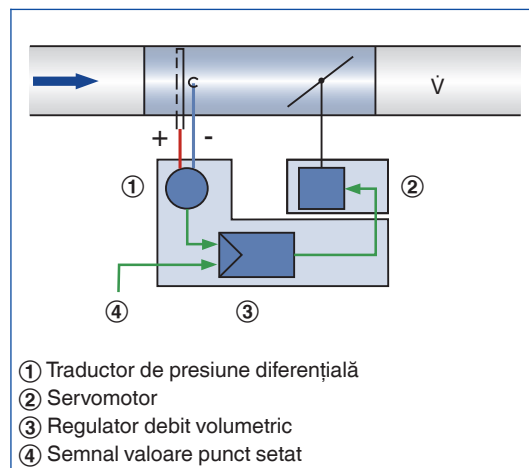 V̇
+ -
①
②
④
③
① Traductor de presiune diferențială
② Servomotor
③ Regulator debit volumetric
④ Semnal valoare punct setat